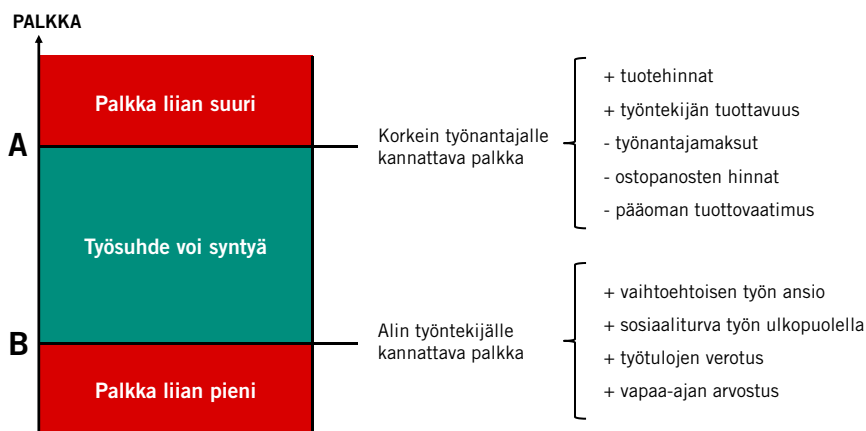 PALKKA
Palkka liian suuri
A
Työsuhde voi syntyä
B
Palkka liian pieni
Korkein työnantajalle
kannattava palkka
+ tuotehinnat
+ työntekijän tuottavuus
- työnantajamaksut
- ostopanosten hinnat
- pääoman tuottovaatimus
Alin työntekijälle
kannattava palkka
+ vaihtoehtoisen työn ansio
+ sosiaaliturva työn ulkopuolella
+ työtulojen verotus
+ vapaa-ajan arvostus